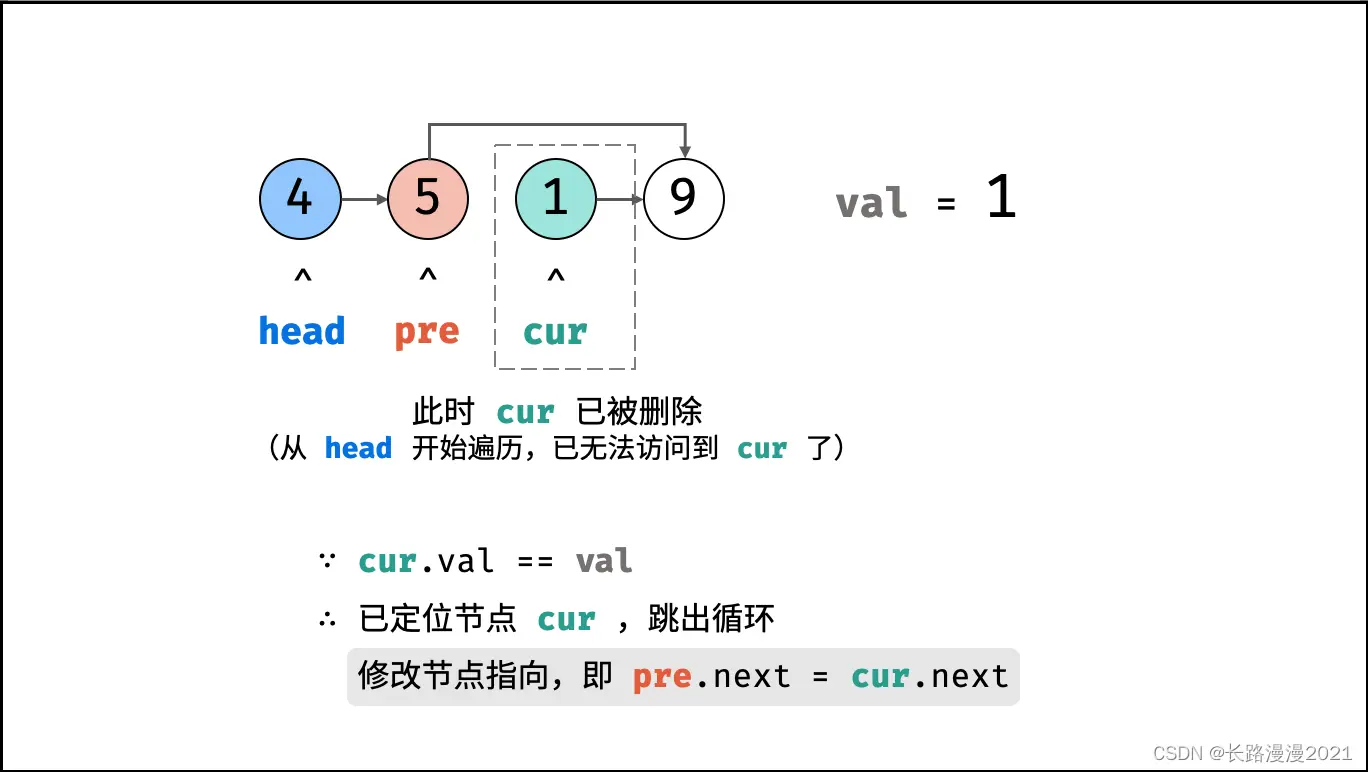 4 5 1 9 val = 1
^ ^ ^
head pre cur
此时 cur 已被删除
（从 head 开始遍历，已无法访问到 cur 了）
∵ cur.val == val
∴ 已定位节点 cur ，跳出循环
修改节点指向，即 pre.next = cur.next
CSDN @长路漫漫2021